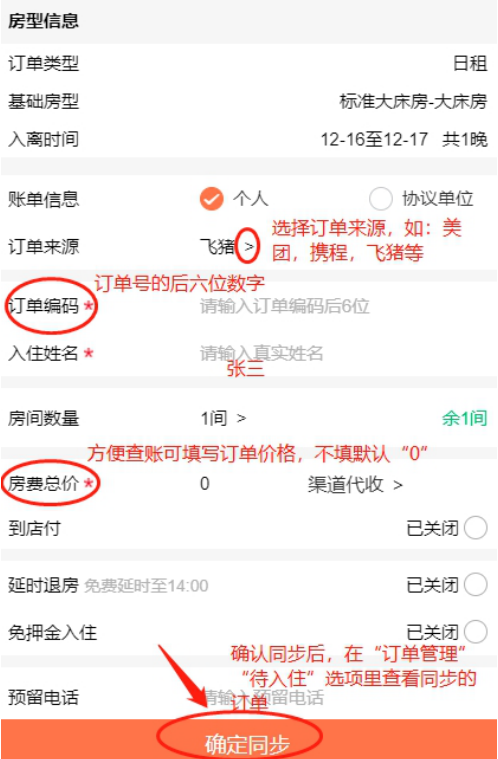 房型信息
订单类型 日租
基础房型 标准大床房-大床房
入离时间 12-16至12-17 共1晚
账单信息 个人 协议单位
选择订单来源，如：美
订单来源 飞猪 > 团，携程，飞猪等
订单号的后六位数字
订单编码 * 请输入订单编码后6位
入住姓名 * 请输入真实姓名
张三
房间数量 1间 > 余1间
方便查账可填写订单价格，不填默认“0”
房费总价 * 0 渠道代收 >
到店付 已关闭
延时退房 免费延时至14:00 已关闭
免押金入住 已关闭
确认同步后，在“订单管理”
“待入住”选项里查看同步的
订单
预留电话 请输入预留电话
确定同步